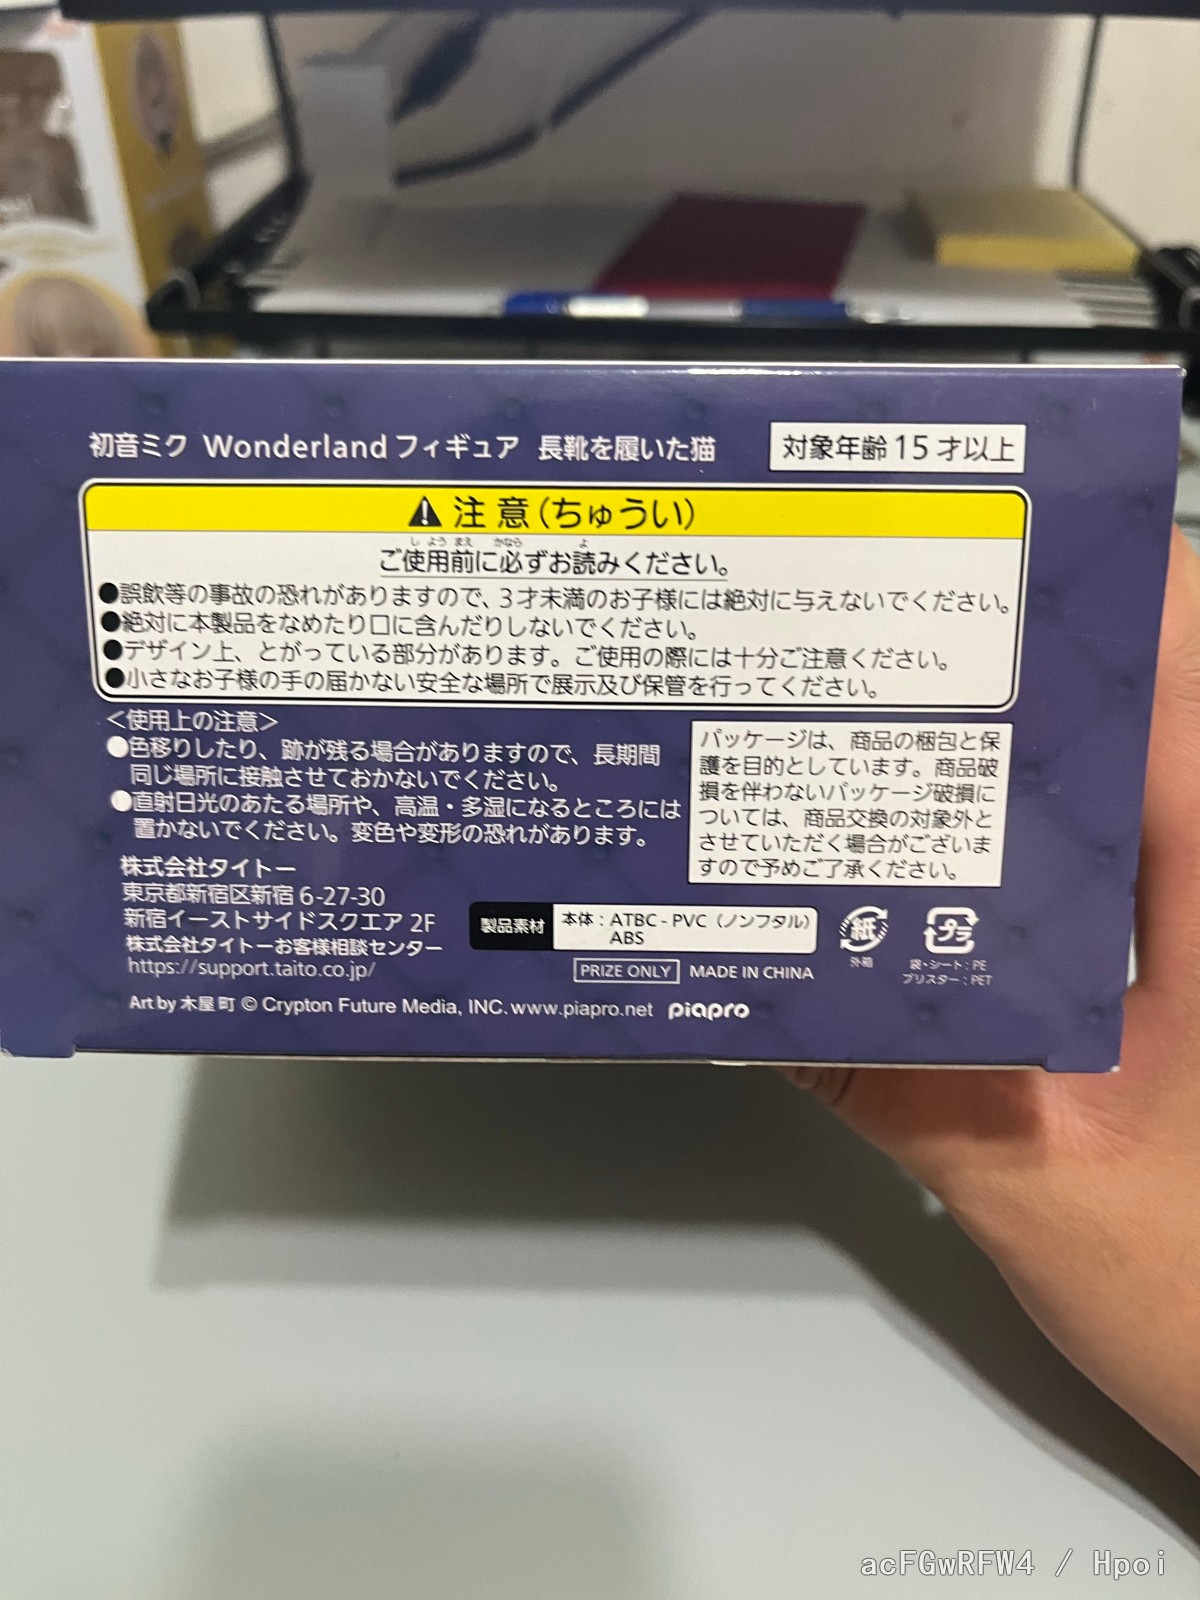 初音ミク Wonderland フィギュア 長靴を履いた猫
対象年齢 15 才以上
注意(ちゅうい)
ご使用前に必ずお読みください。
●誤飲等の事故の恐れがありますので、3才未満のお子様には絶対に与えないでください。
●絶対に本製品をなめたり口に含んだりしないでください。
●デザイン上、とがっている部分があります。ご使用の際には十分ご注意ください。
●小さなお子様の手の届かない安全な場所で展示及び保管を行ってください。
＜使用上の注意＞
●色移りしたり、跡が残る場合がありますので、長期間
同じ場所に接触させておかないでください。
●直射日光のあたる場所や、高温・多湿になるところには
置かないでください。変色や変形の恐れがあります。
パッケージは、商品の梱包と保
護を目的としています。商品破
損を伴わないパッケージ破損に
ついては、商品交換の対象外と
させていただく場合がございま
すので予めご了承ください。
株式会社タイトー
東京都新宿区新宿 6-27-30
新宿イーストサイドスクエア 2F
株式会社タイトーお客様相談センター
https://support.taito.co.jp/
製品素材
本体：ATBC-PVC（ノンフタル）
ABS
PRIZE ONLY MADE IN CHINA
紙
外箱
プラ
袋・シート：PE
ブリスター：PET
Art by 木屋町 © Crypton Future Media, INC. www.piapro.net piapro
acFGwRFW4 / Hpoi